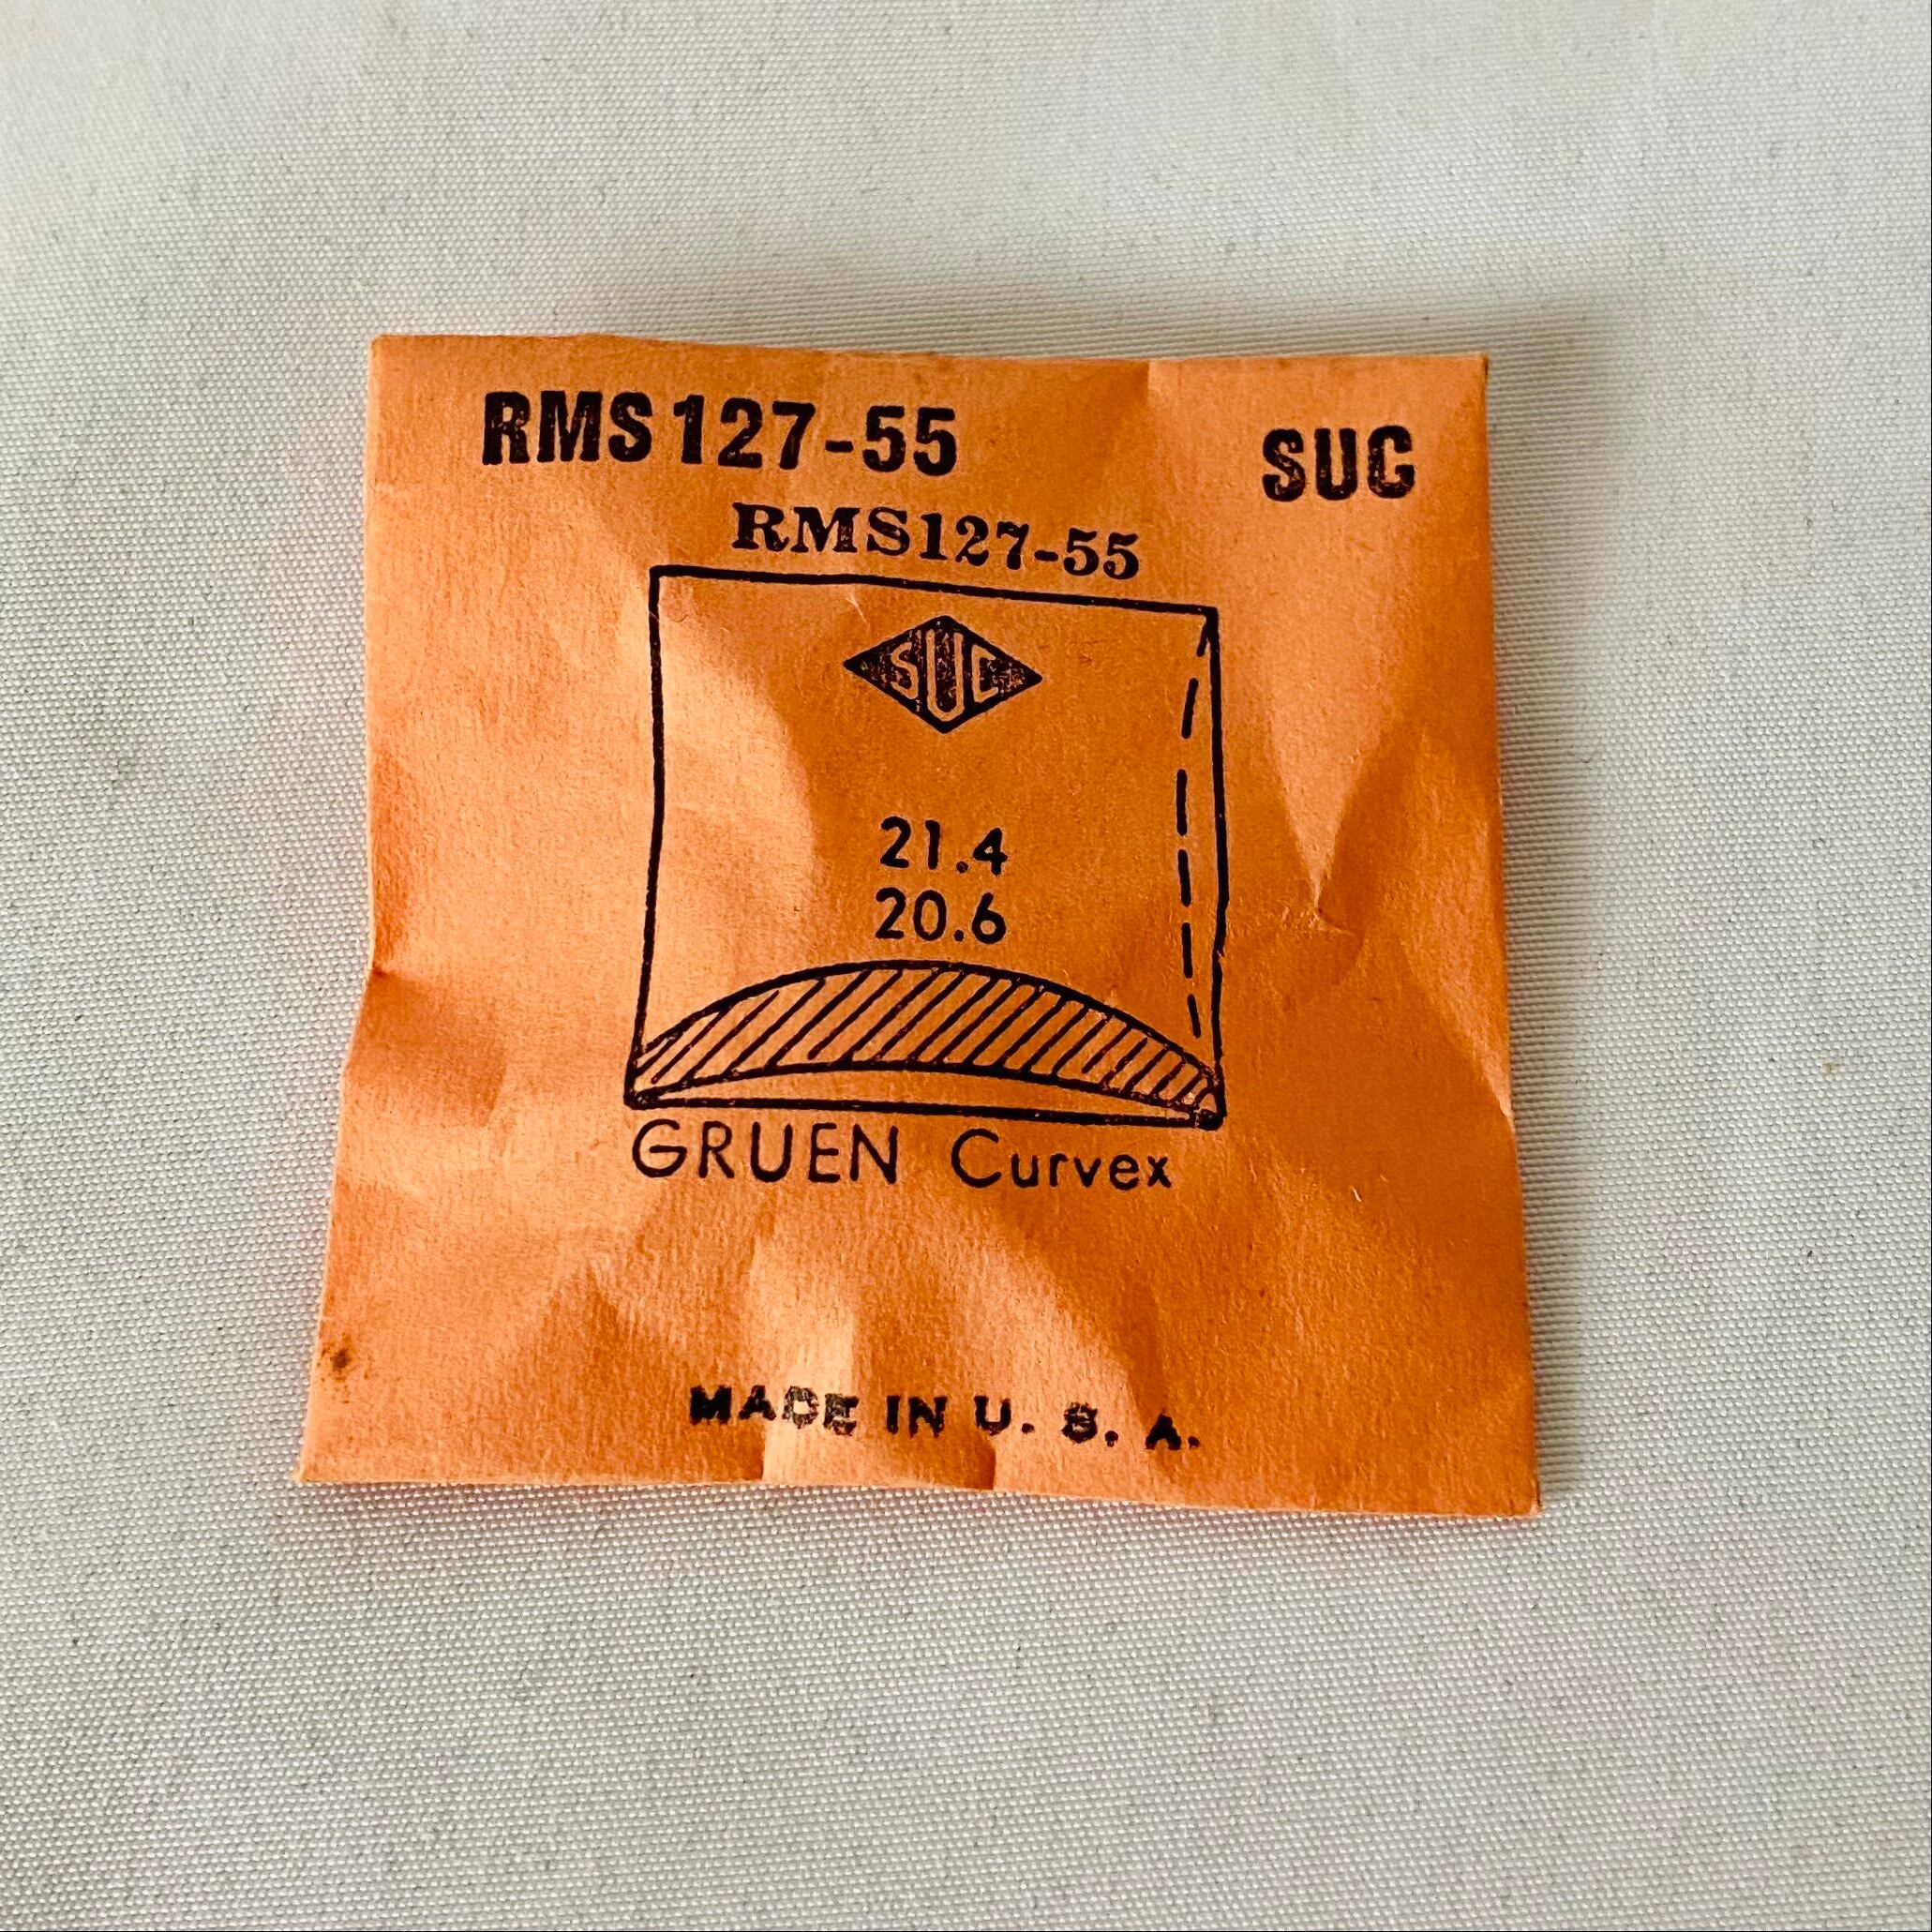 RMS 127-55 SUC
RMS127-55
SUC
21.4
20.6
GRUEN Curvex
MADE IN U. S. A.